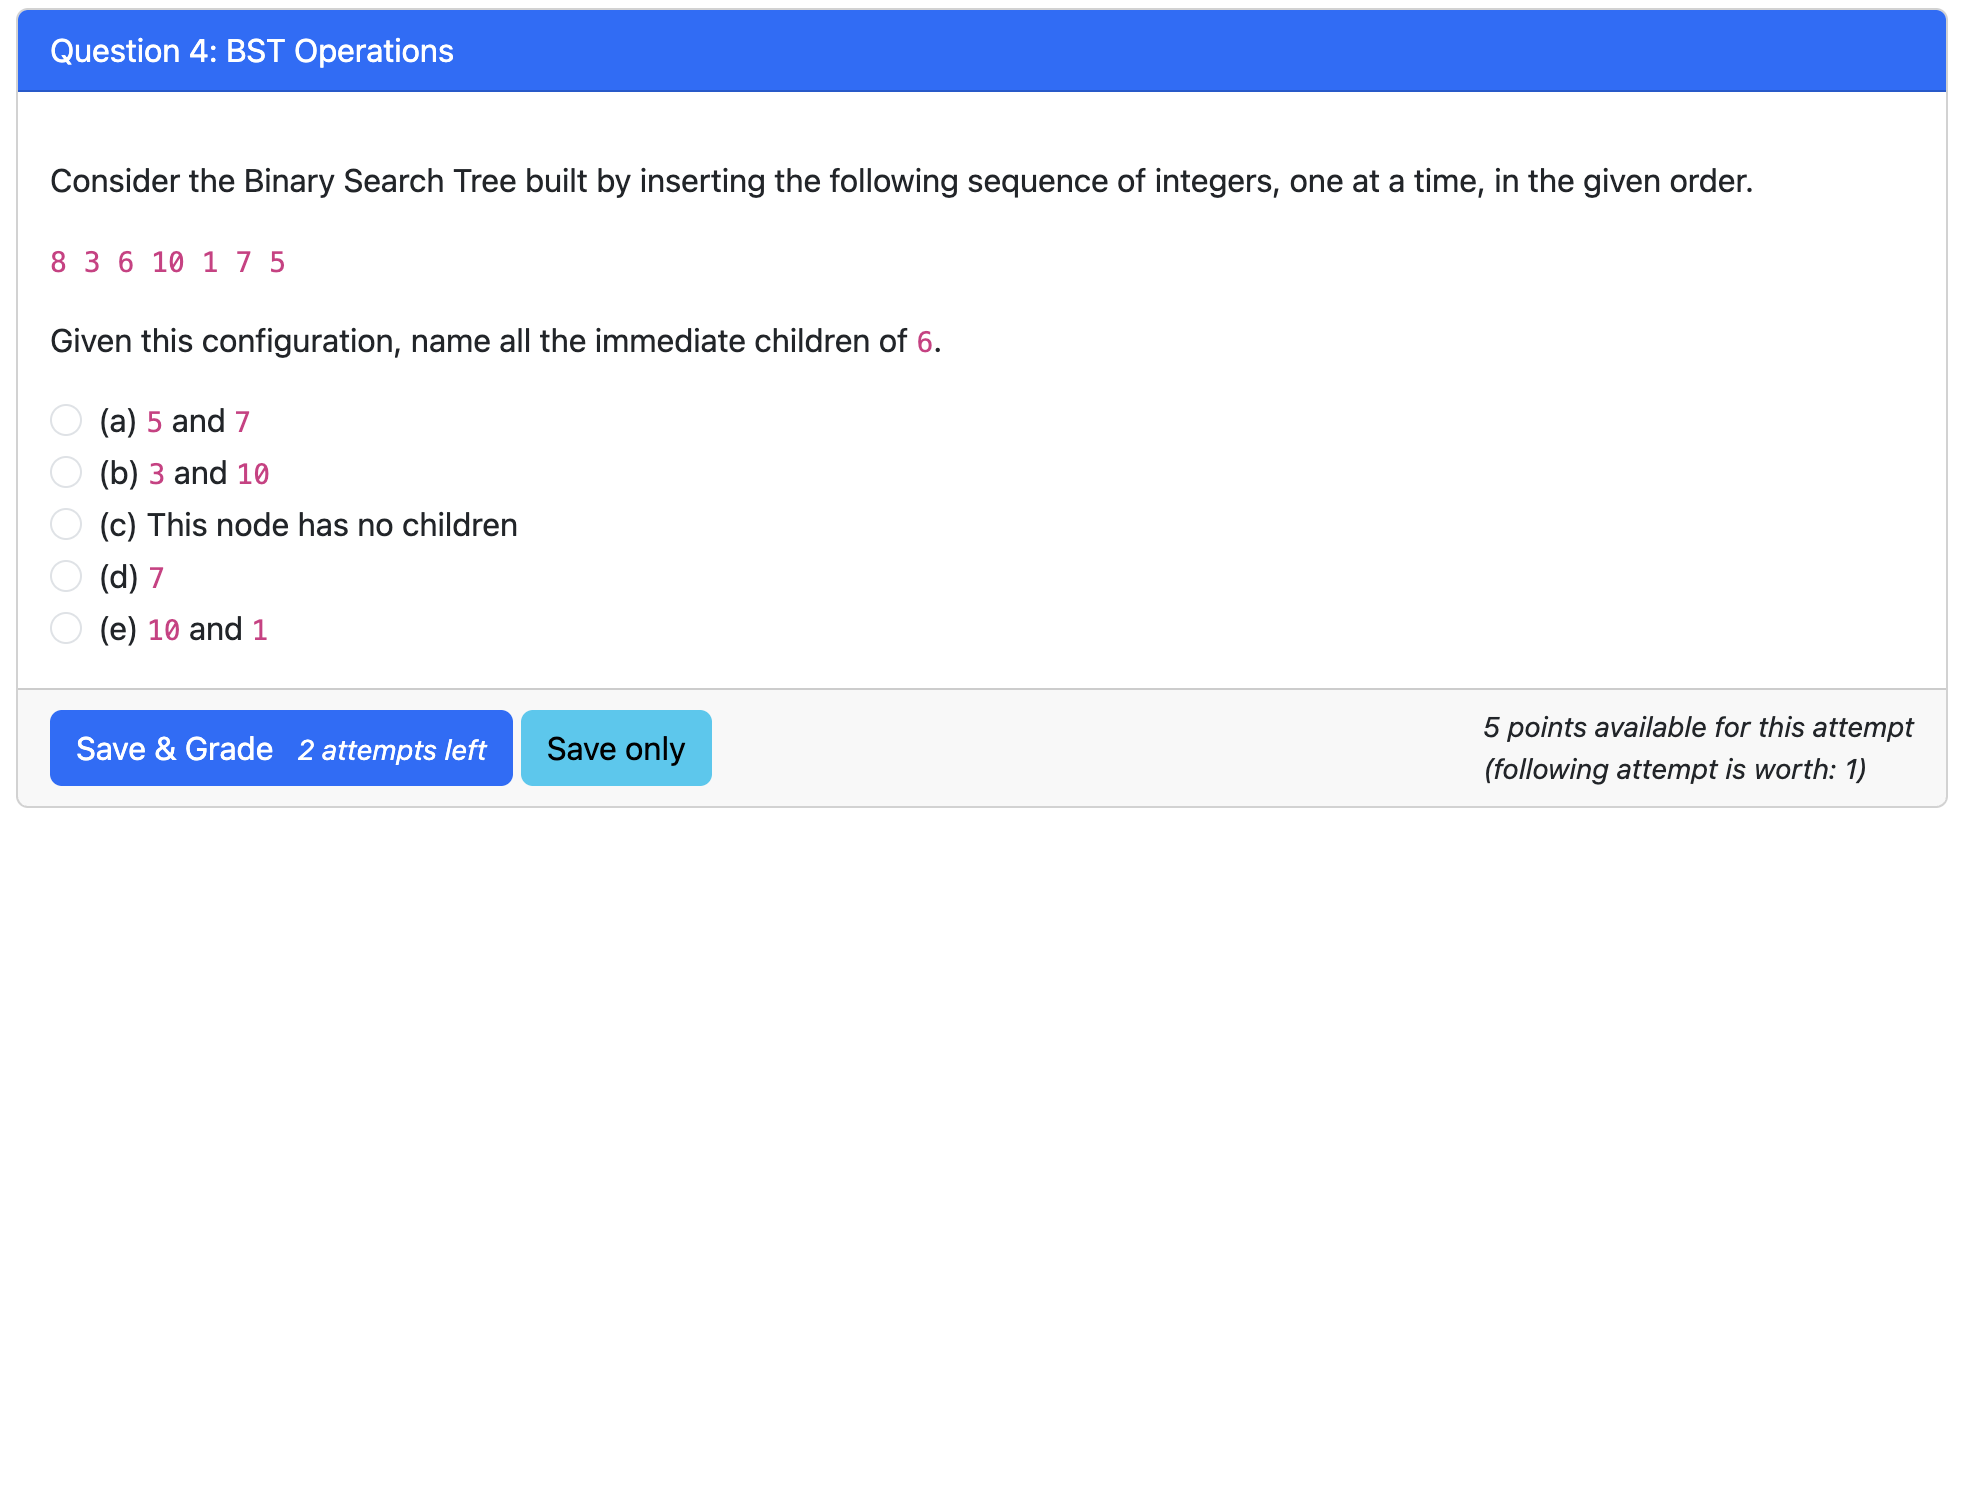 Question 4: BST Operations
Consider the Binary Search Tree built by inserting the following sequence of integers, one at a time, in the given order.
8 3 6 10 1 7 5
Given this configuration, name all the immediate children of 6.
(a) 5 and 7
(b) 3 and 10
(c) This node has no children
(d) 7
(e) 10 and 1
Save & Grade 2 attempts left Save only
5 points available for this attempt
(following attempt is worth: 1)